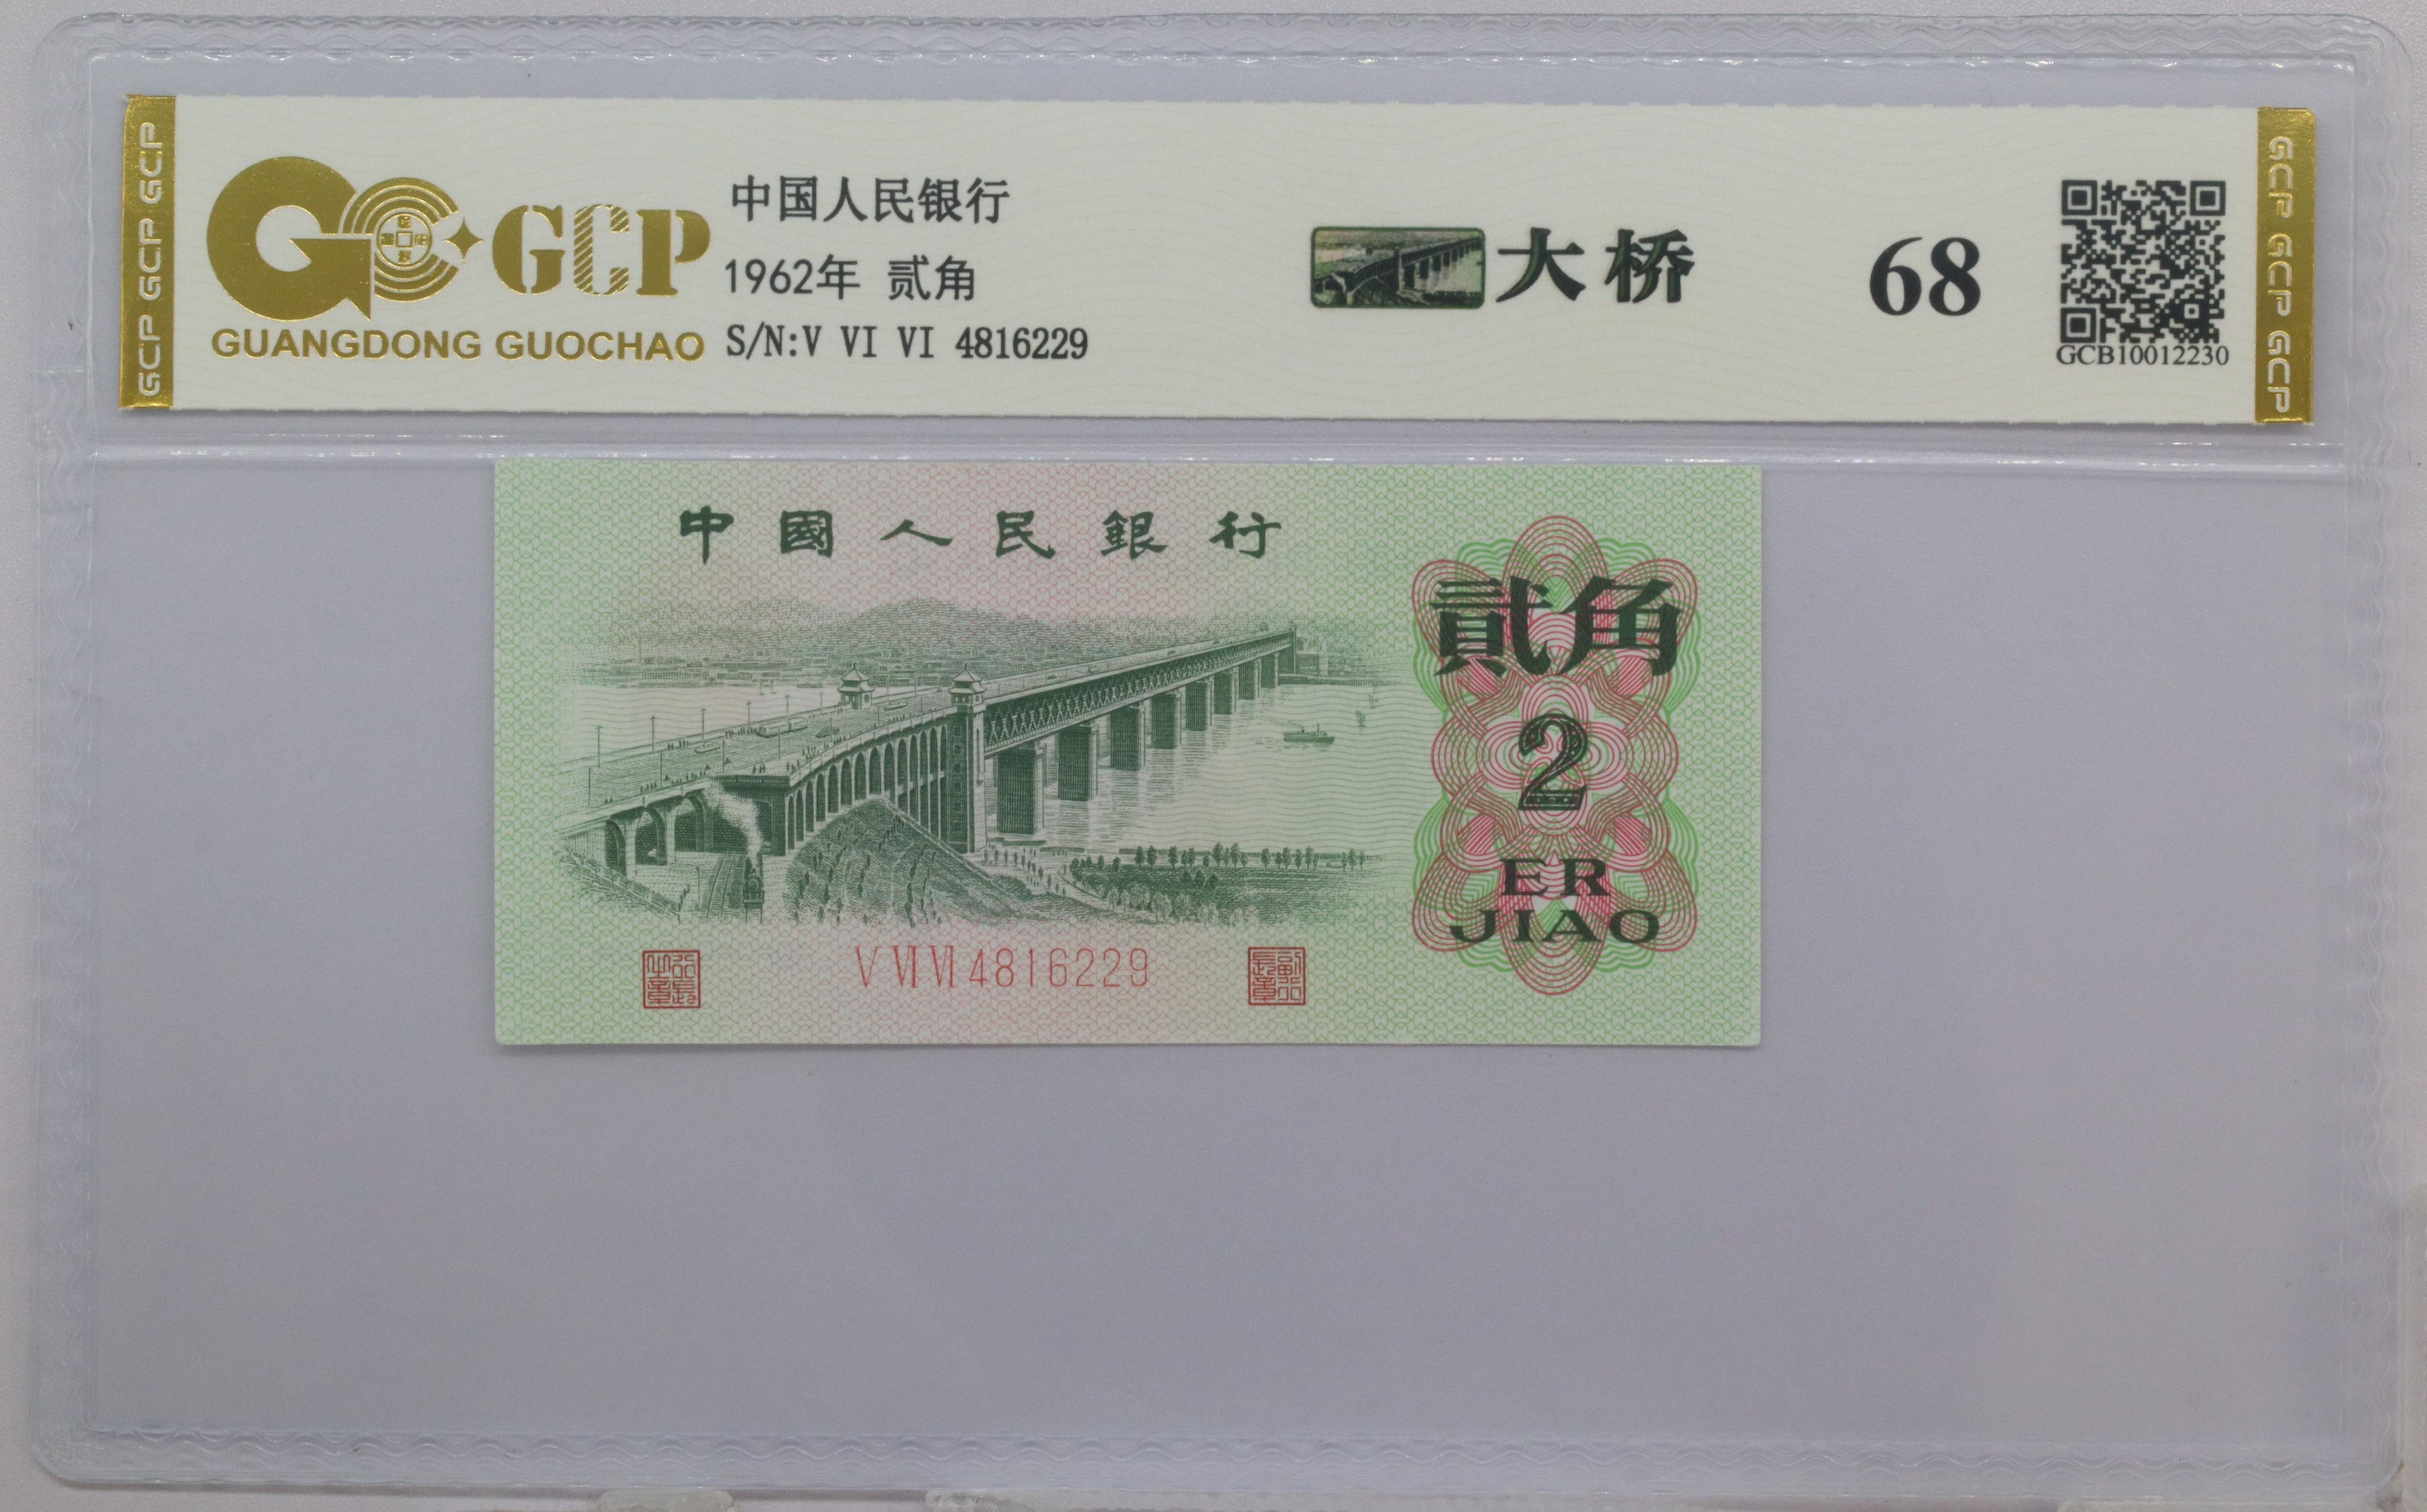 GCP GCP GCP
GCP
GUANGDONG GUOCHAO
中国人民银行
1962年 贰角
S/N:V VI VI 4816229
大桥
68
GCB10012230
GCP GCP GCP
中國人民銀行
貳角
2
ER
JIAO
V VI VI 4816229